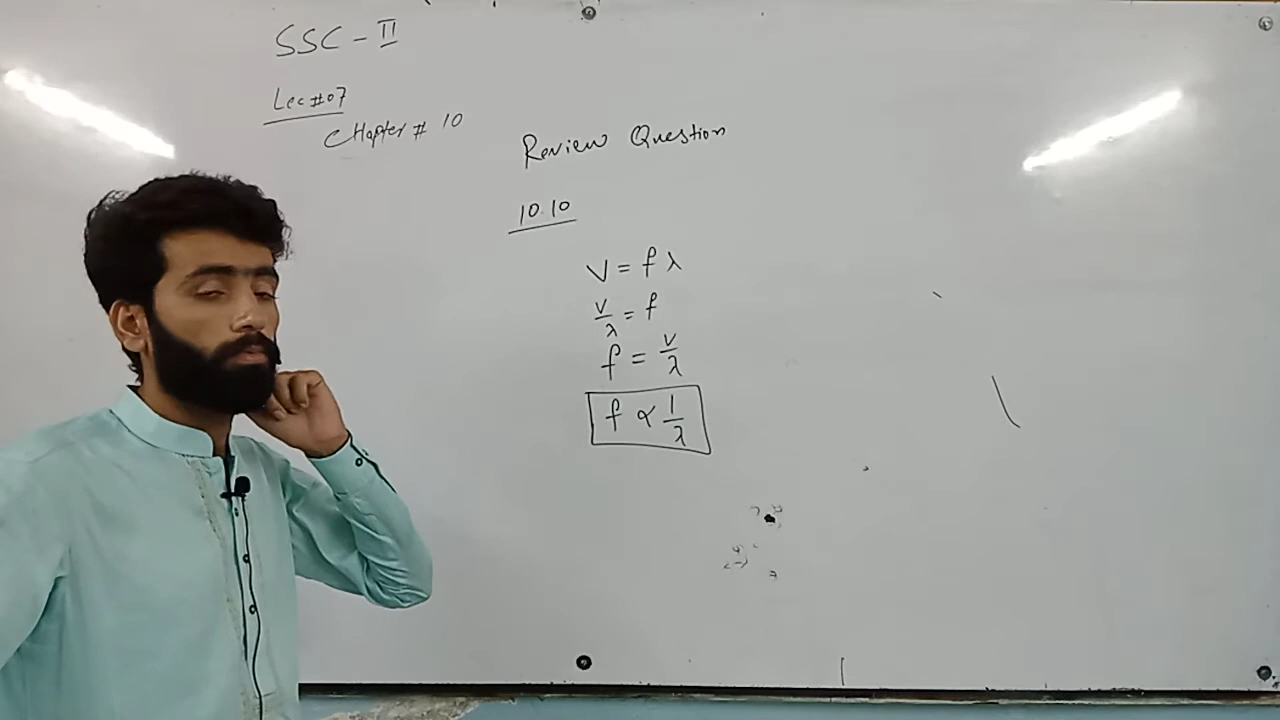 SSC - II
Lec # 07
CHapter # 10
Review Question
10.10
v = f λ
v/λ = f
f = v/λ
f ∝ 1/λ